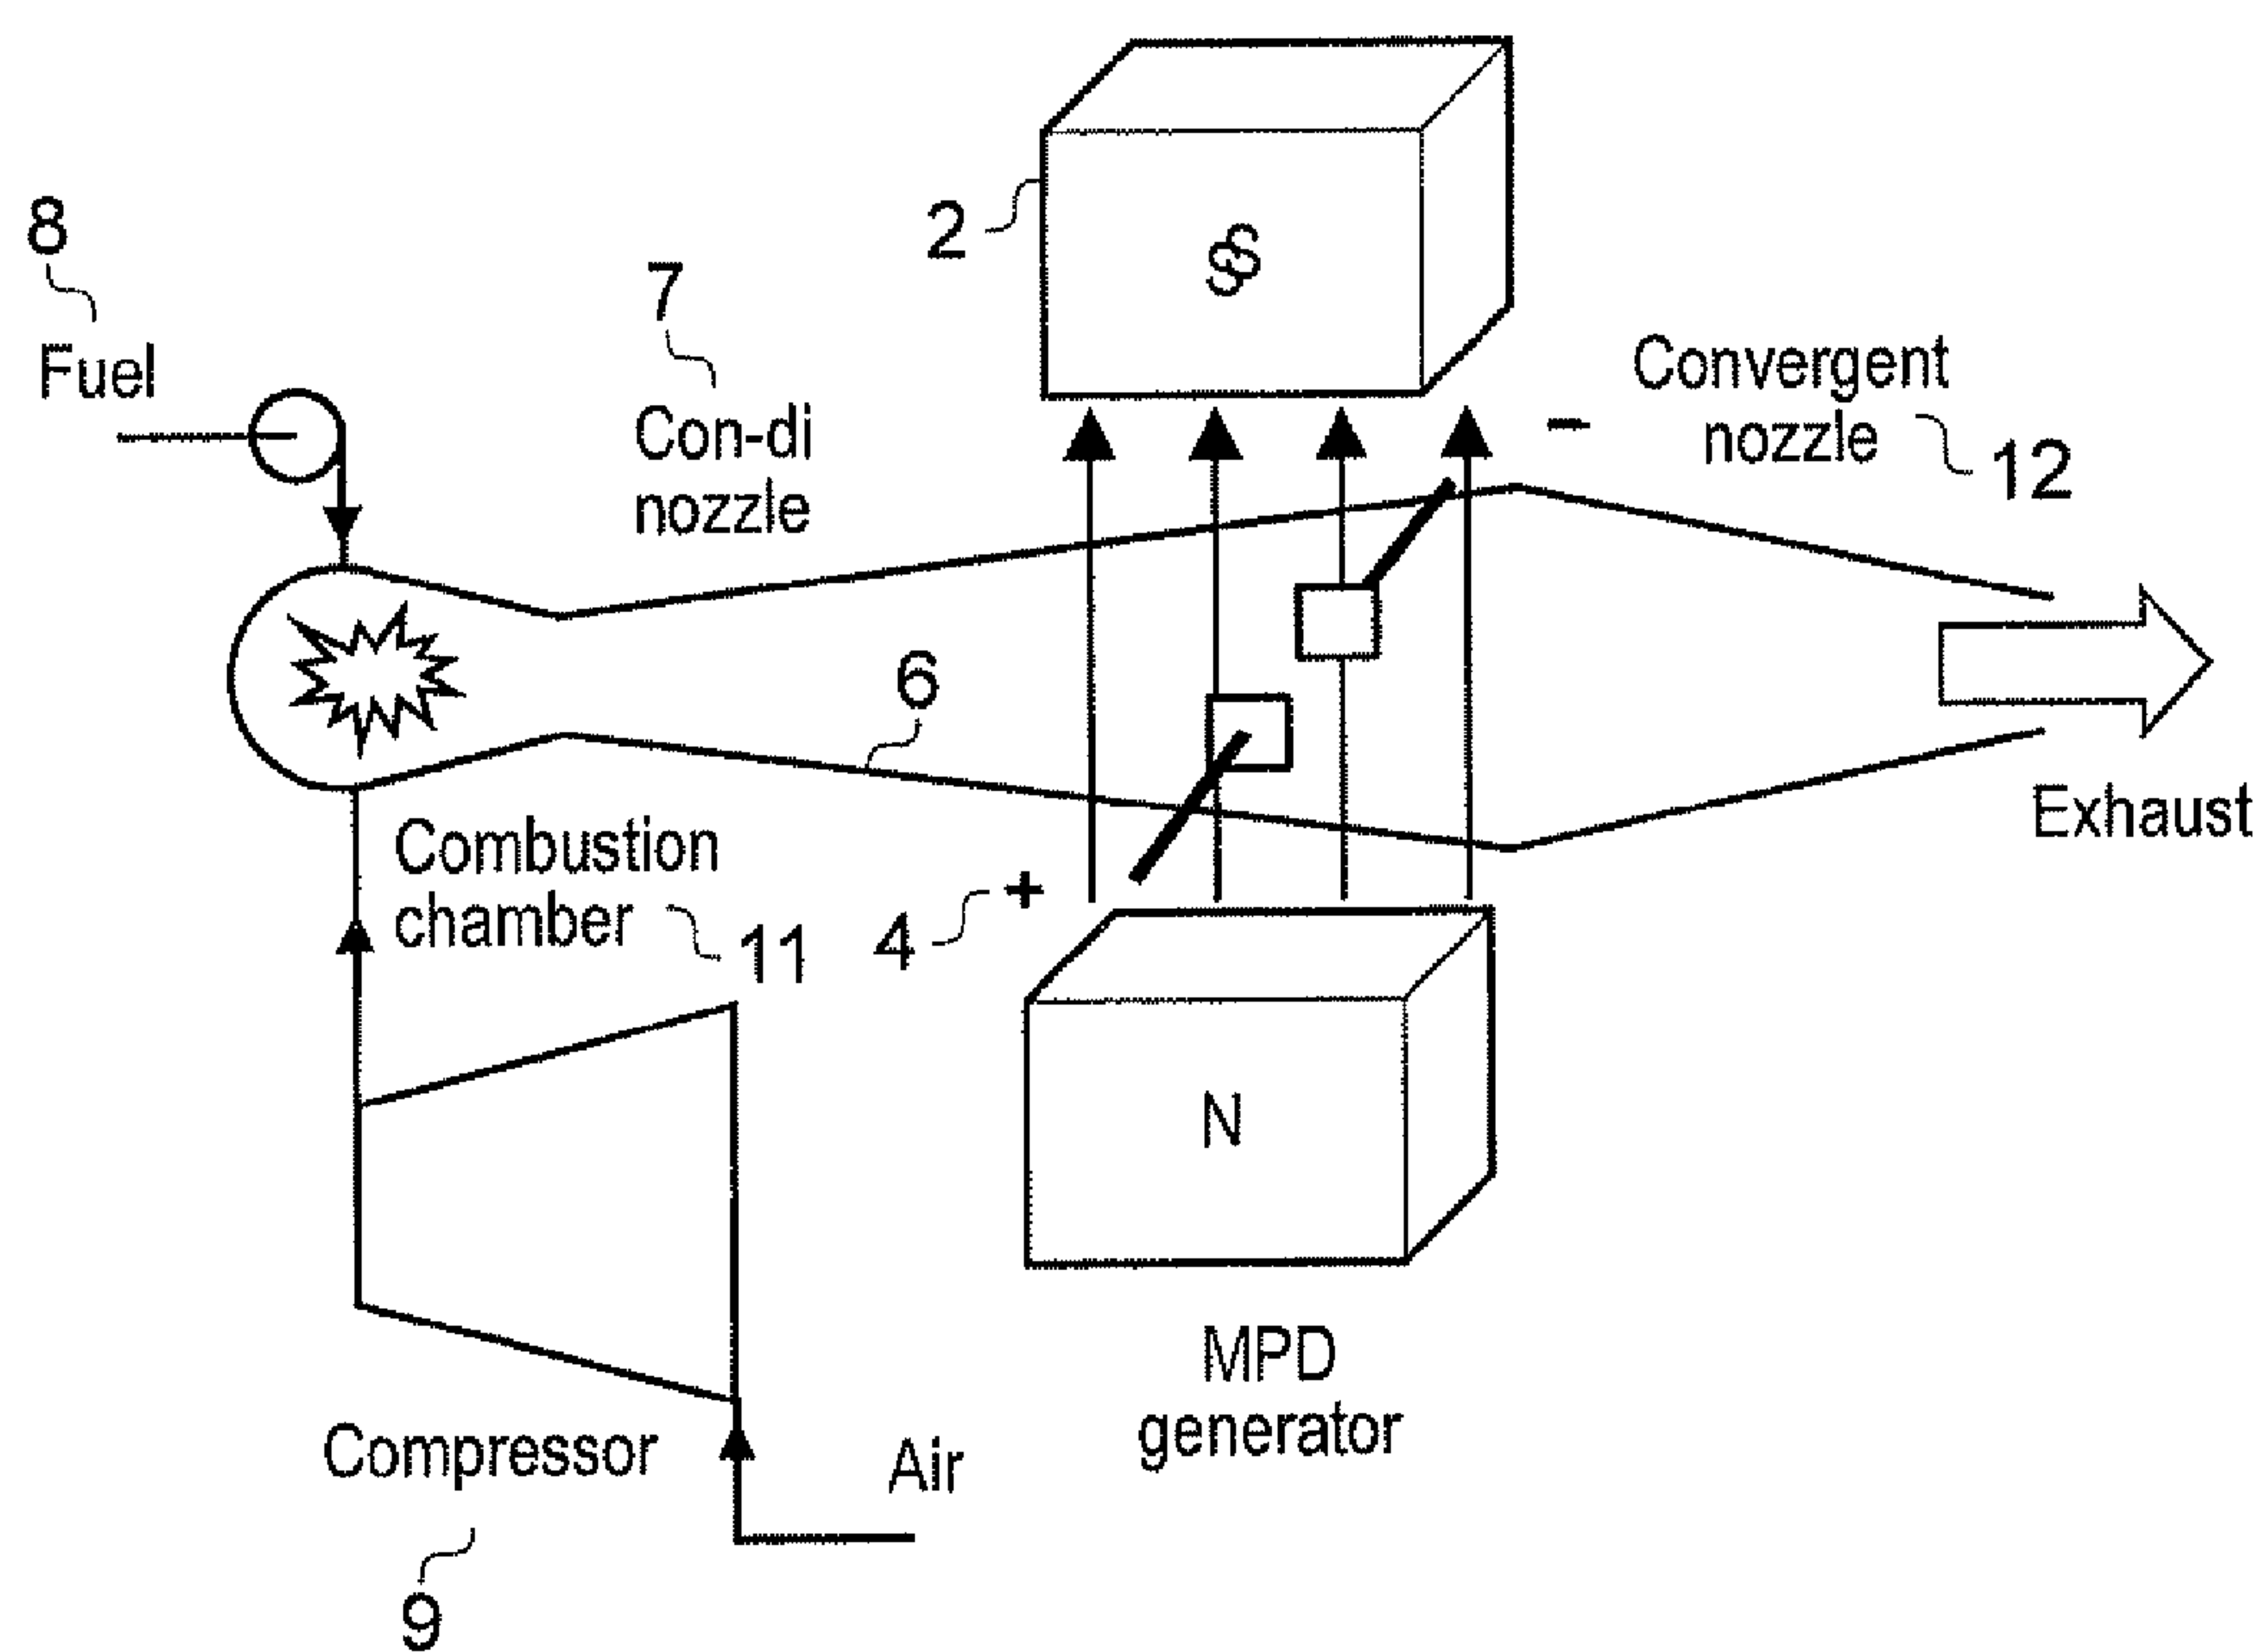 8
Fuel
7
Con-di
nozzle
2
SS
Convergent
nozzle
12
–
6
Combustion
chamber
11
4
+
Exhaust
N
MPD
generator
Compressor
9
Air